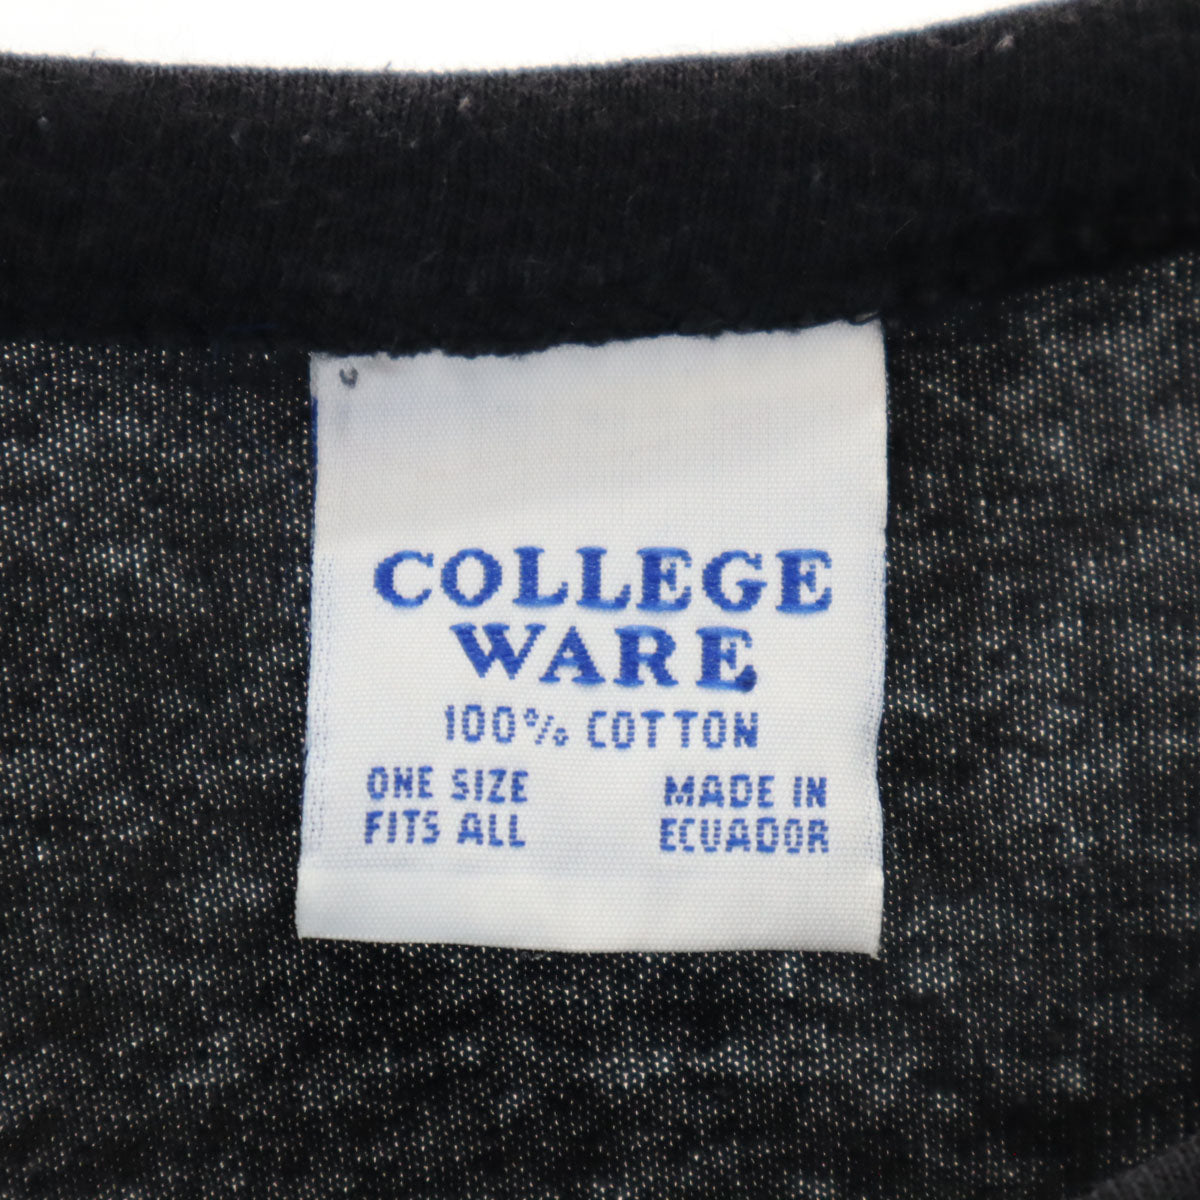 COLLEGE
WARE
100% COTTON
ONE SIZE
FITS ALL
MADE IN
ECUADOR